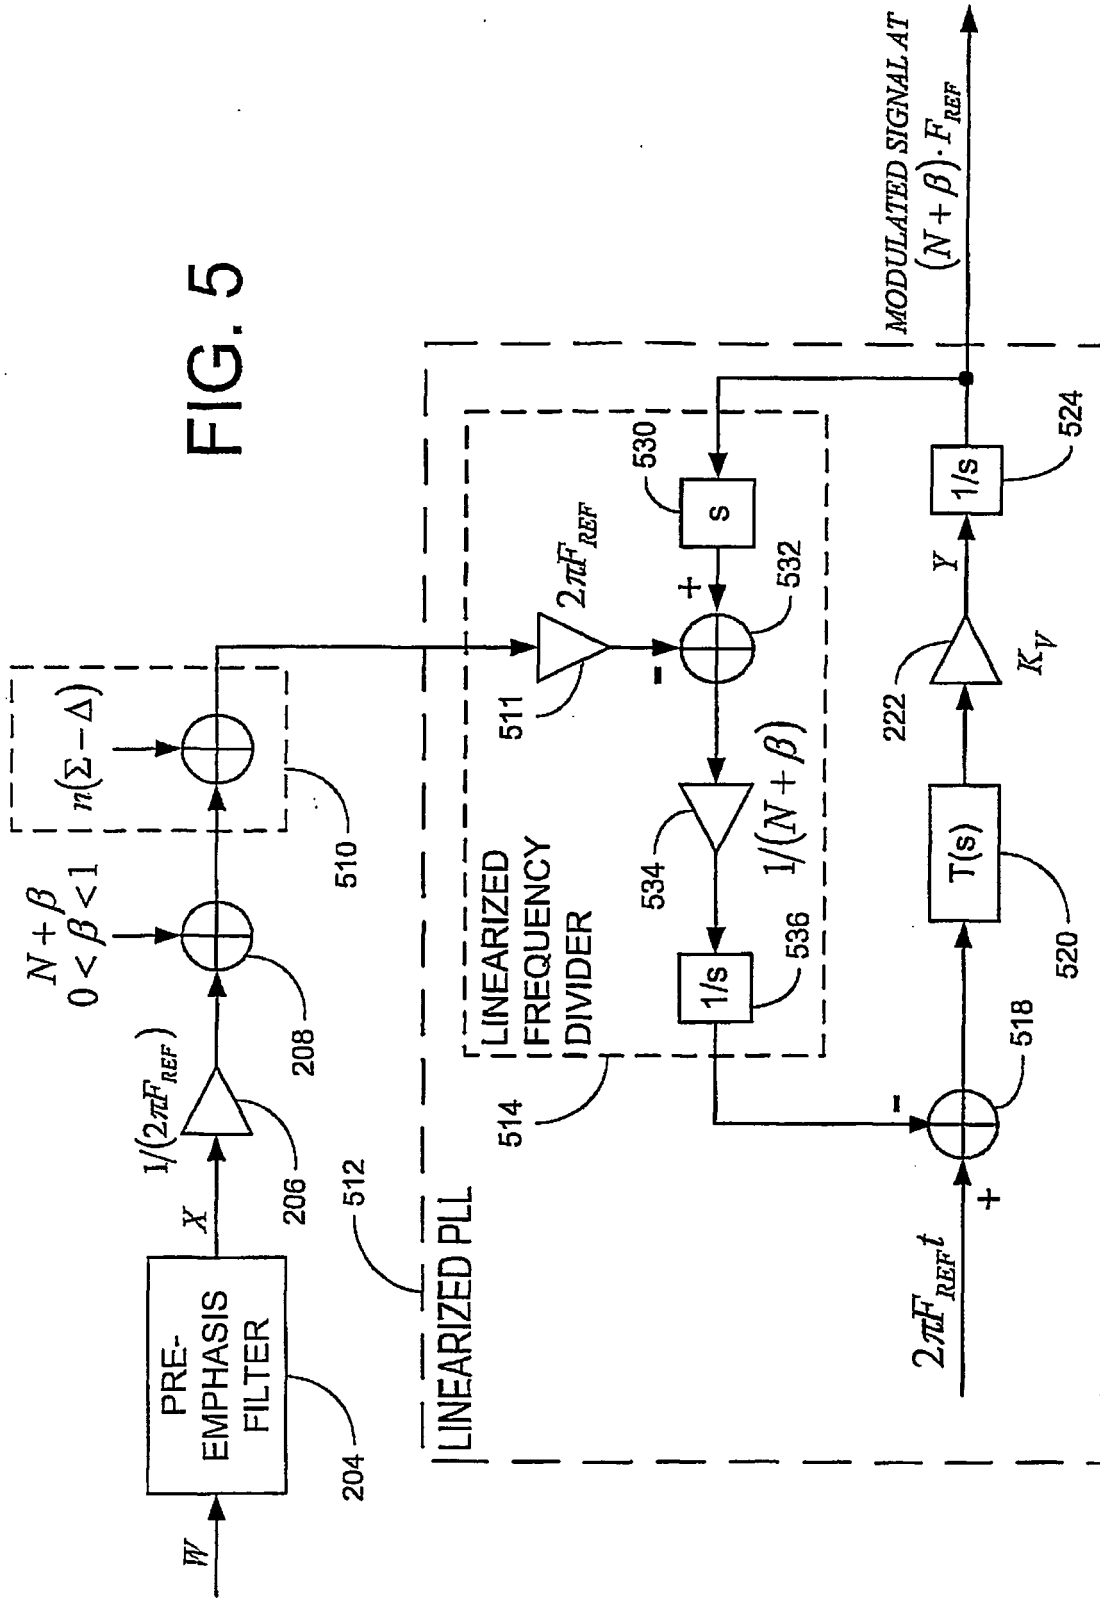 FIG. 5
W
PRE-
EMPHASIS
FILTER
204
X
1/(2πF_REF)
206
N + β
0 < β < 1
208
n(Σ − Δ)
510
LINEARIZED PLL
512
514
LINEARIZED
FREQUENCY
DIVIDER
511
2πF_REF
530
s
+
-
532
534
1/(N + β)
1/s
536
2πF_REF t
+
-
518
T(s)
520
222
K_V
Y
1/s
524
MODULATED SIGNAL AT
(N + β) · F_REF